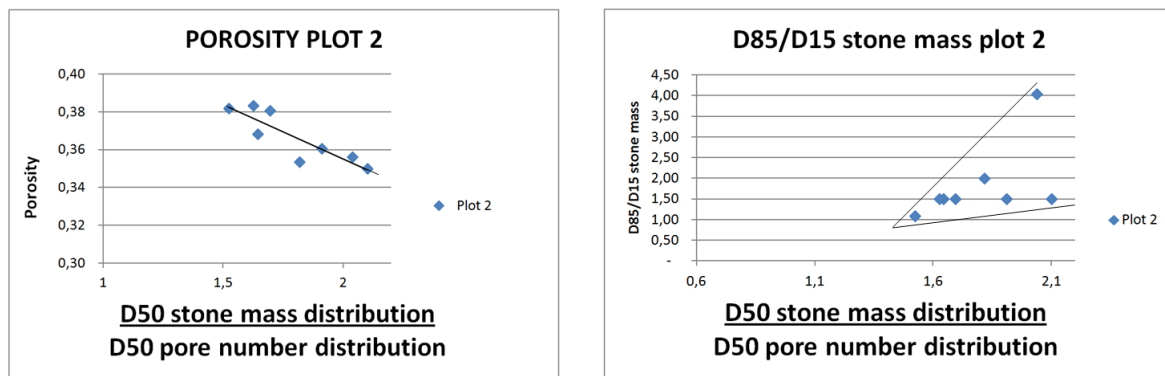 POROSITY PLOT 2
0,40
0,38
0,36
0,34
0,32
0,30
Porosity
1
1,5
2
Plot 2
D50 stone mass distribution
D50 pore number distribution
D85/D15 stone mass plot 2
4,50
4,00
3,50
3,00
2,50
2,00
1,50
1,00
0,50
-
D85/D15 stone mass
0,6
1,1
1,6
2,1
Plot 2
D50 stone mass distribution
D50 pore number distribution